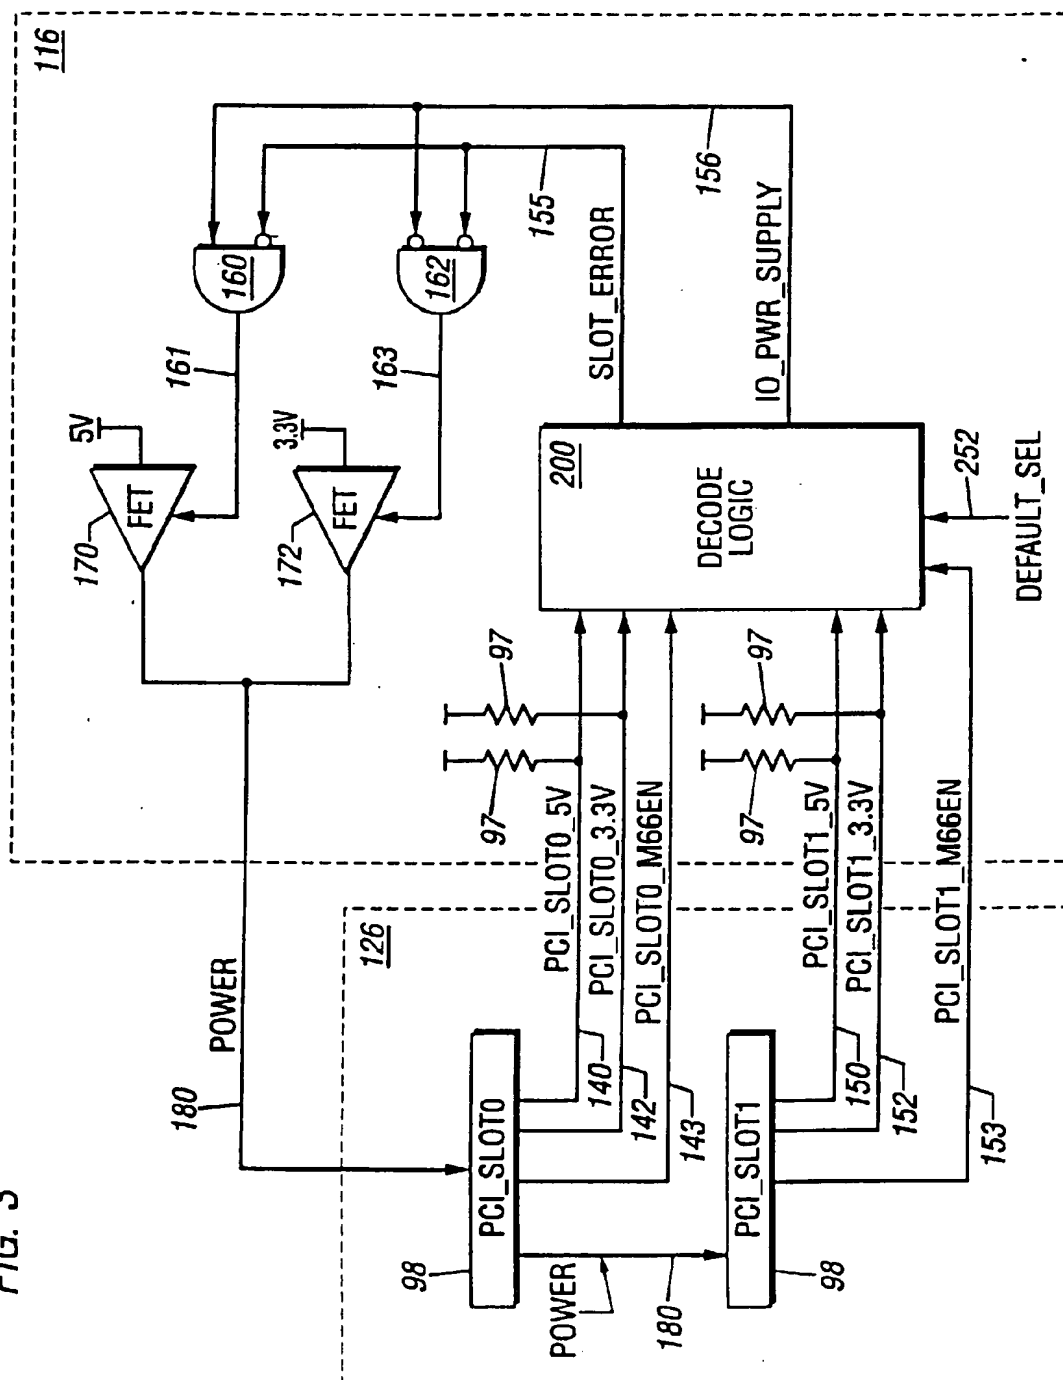 FIG. 3
116
126
180
POWER
170
FET
5V
161
160
172
FET
3.3V
163
162
155
156
SLOT_ERROR
IO_PWR_SUPPLY
98
PCI_SLOT0
POWER
180
98
PCI_SLOT1
PCI_SLOT0_5V
PCI_SLOT0_3.3V
PCI_SLOT0_M66EN
140
142
143
97
97
PCI_SLOT1_5V
PCI_SLOT1_3.3V
PCI_SLOT1_M66EN
150
152
153
97
97
200
DECODE
LOGIC
252
DEFAULT_SEL